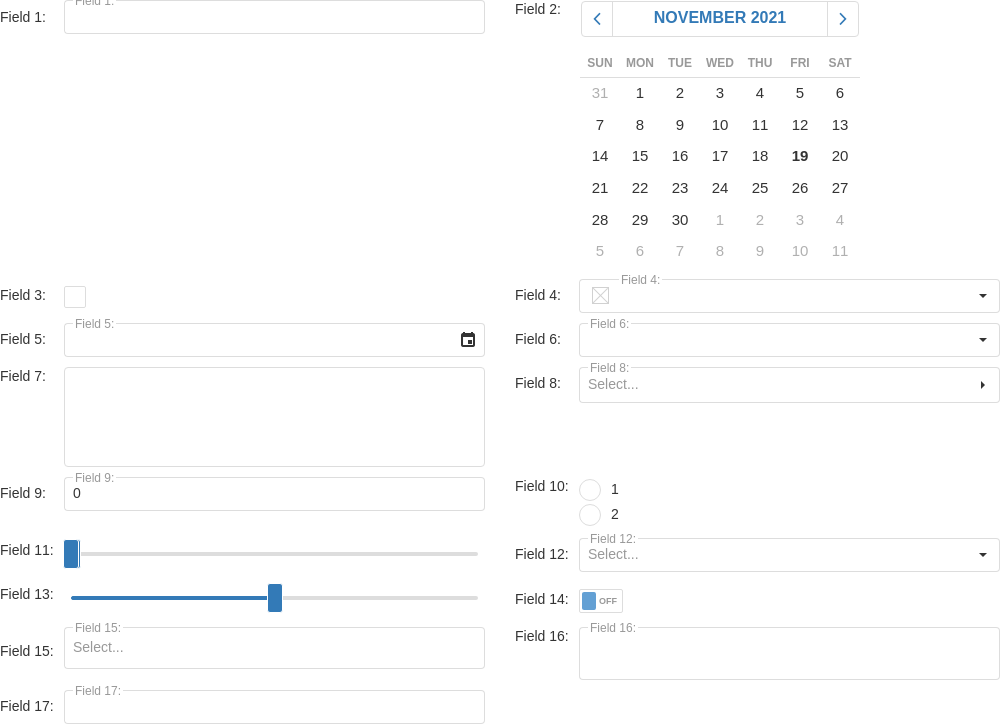 Field 1:
Field 1:
Field 2:
NOVEMBER 2021
SUN MON TUE WED THU FRI SAT
31 1 2 3 4 5 6
7 8 9 10 11 12 13
14 15 16 17 18 19 20
21 22 23 24 25 26 27
28 29 30 1 2 3 4
5 6 7 8 9 10 11
Field 3:
Field 4:
Field 4:
Field 5:
Field 5:
Field 6:
Field 6:
Field 7:
Field 8:
Field 8:
Select...
Field 9:
Field 9:
0
Field 10:
1
2
Field 11:
Field 12:
Field 12:
Select...
Field 13:
Field 14:
OFF
Field 15:
Field 15:
Select...
Field 16:
Field 16:
Field 17:
Field 17: